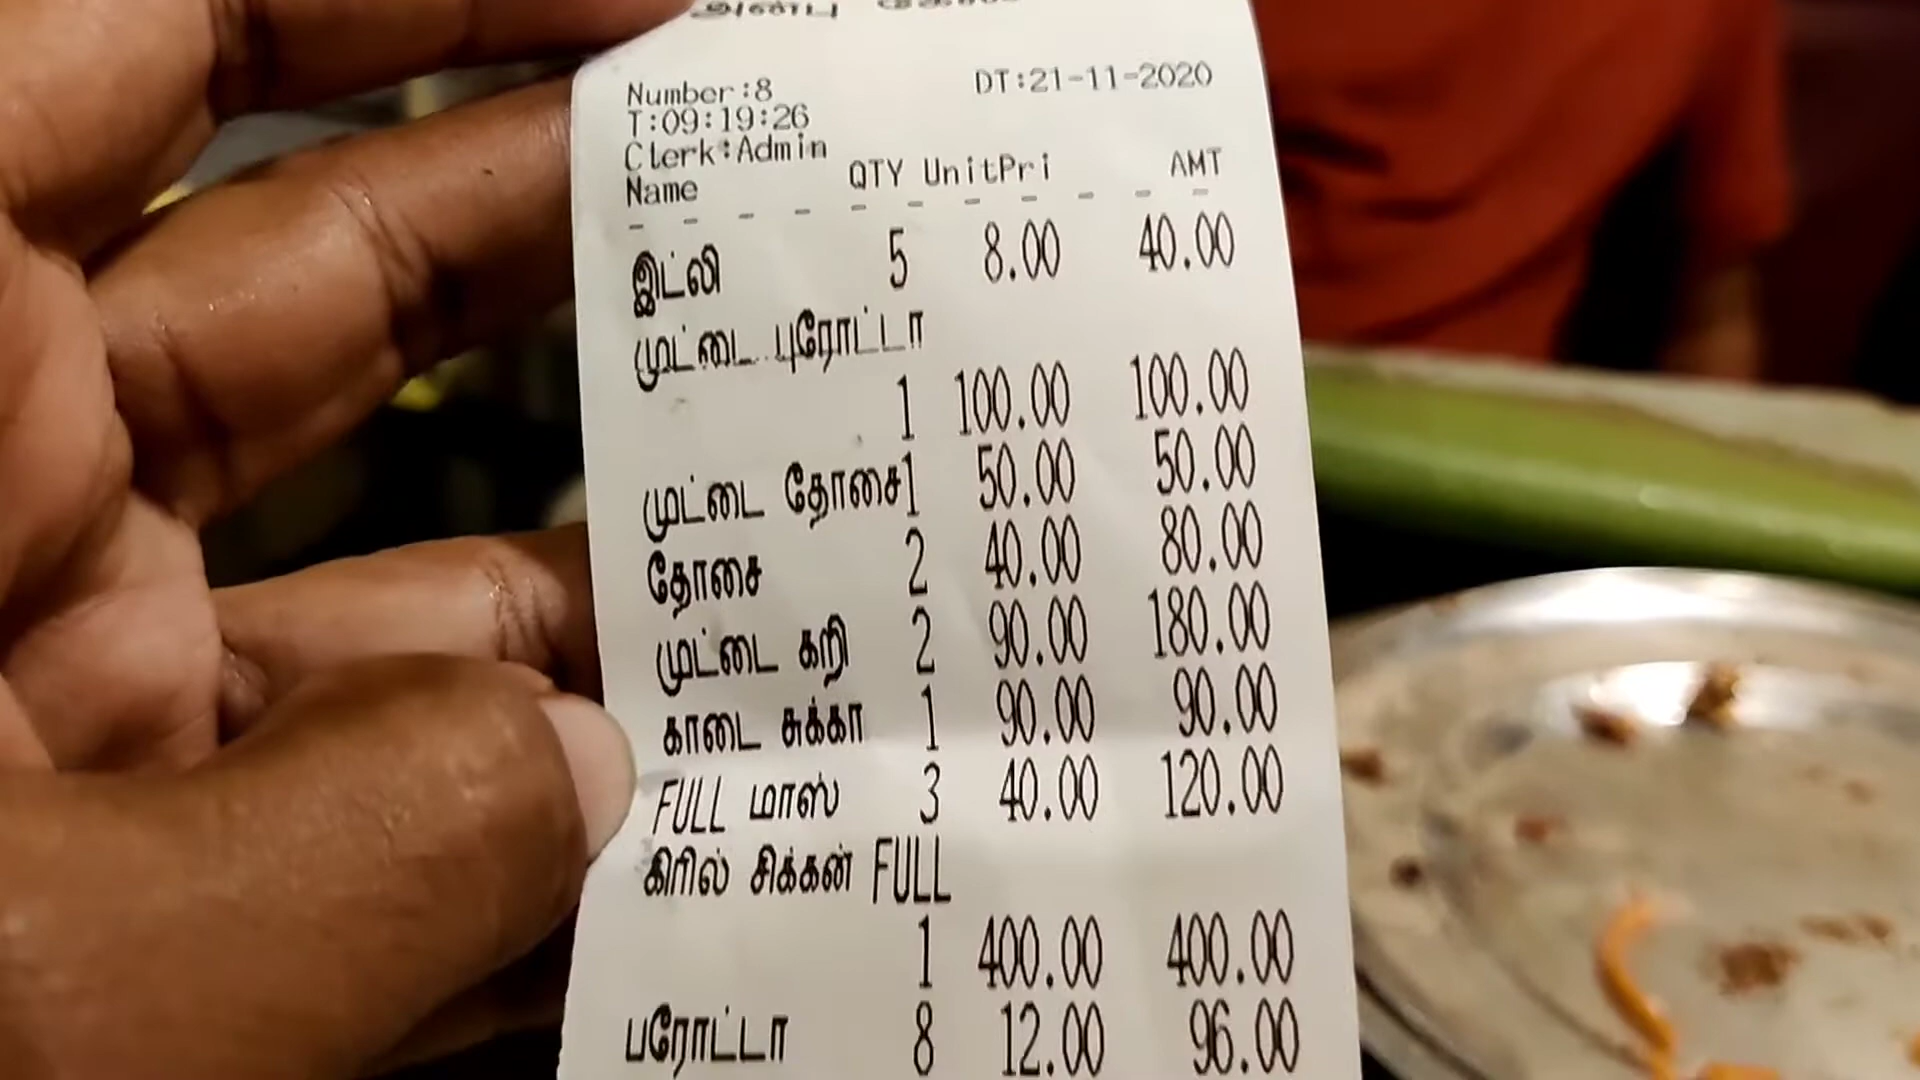 அன்பு
Number:8 DT:21-11-2020
T:09:19:26
Clerk:Admin
Name QTY UnitPri AMT
இட்லி 5 8.00 40.00
முட்டை புரோட்டா
1 100.00 100.00
முட்டை தோசை1 50.00 50.00
தோசை 2 40.00 80.00
முட்டை கறி 2 90.00 180.00
காடை சுக்கா 1 90.00 90.00
FULL மாஸ் 3 40.00 120.00
கிரில் சிக்கன் FULL
1 400.00 400.00
பரோட்டா 8 12.00 96.00